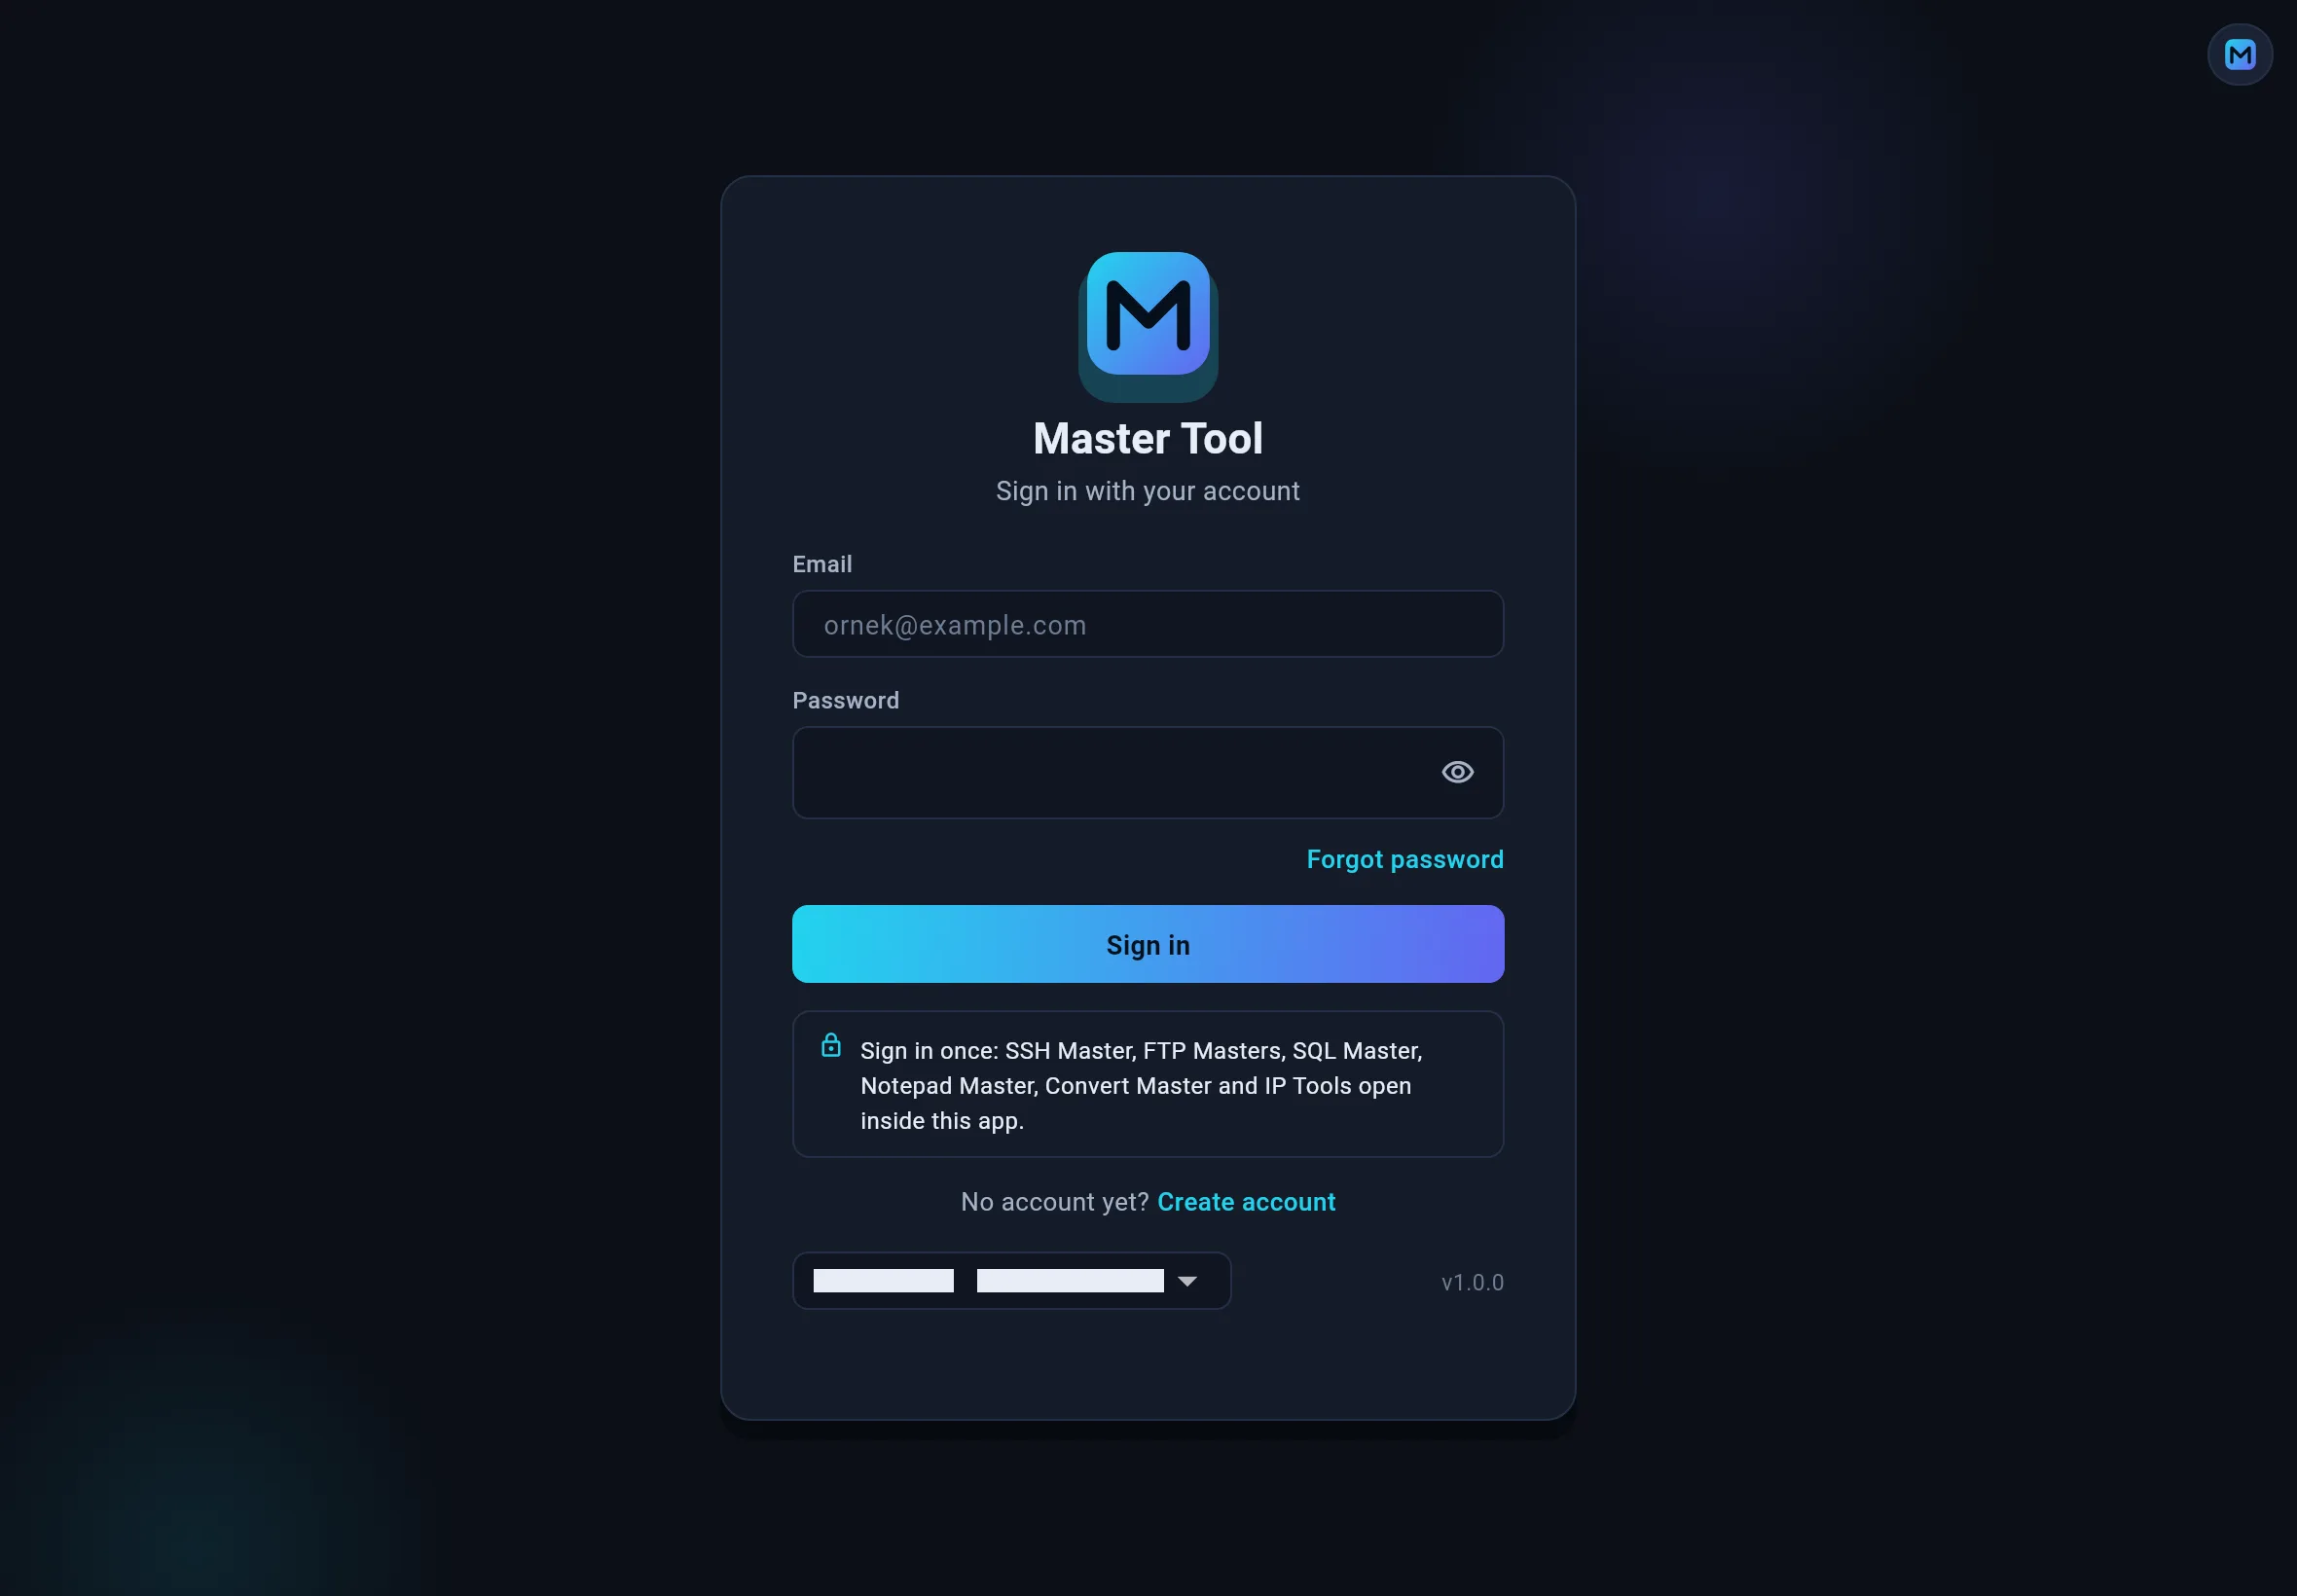 Master Tool
Sign in with your account
Email
ornek@example.com
Password
Forgot password
Sign in
Sign in once: SSH Master, FTP Masters, SQL Master,
Notepad Master, Convert Master and IP Tools open
inside this app.
No account yet? Create account
v1.0.0